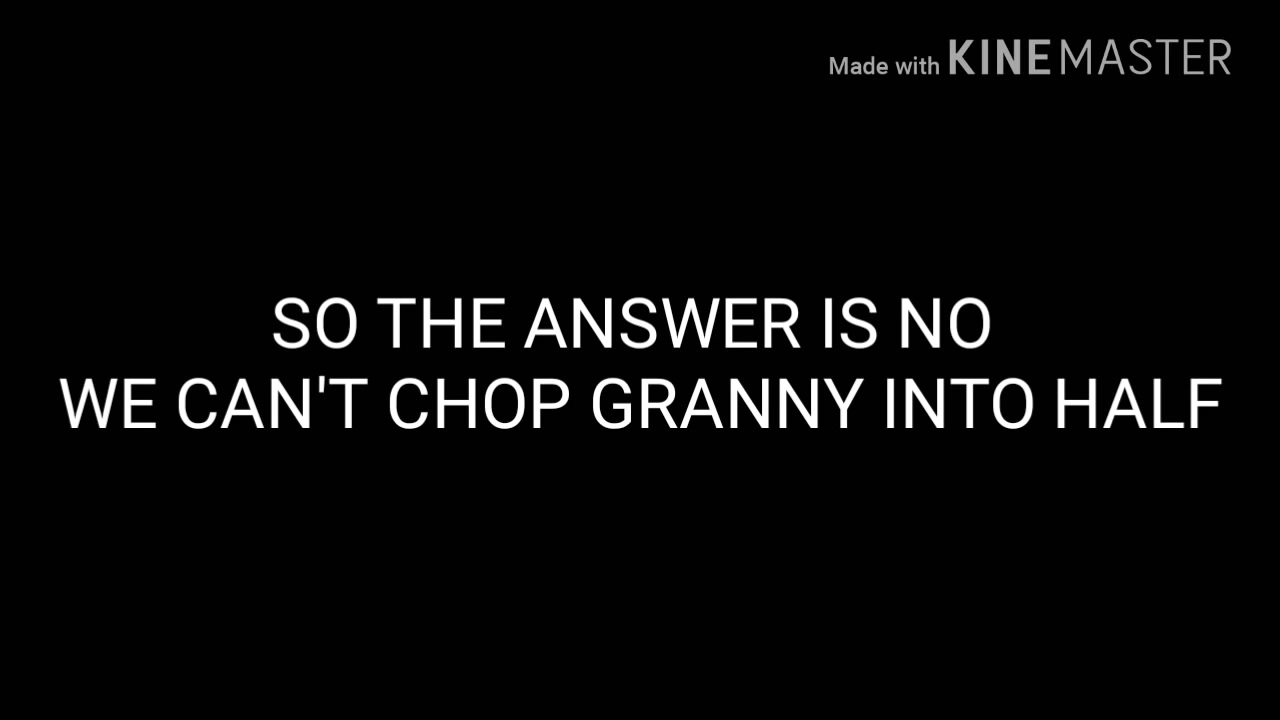 Made with KINEMASTER
SO THE ANSWER IS NO
WE CAN'T CHOP GRANNY INTO HALF